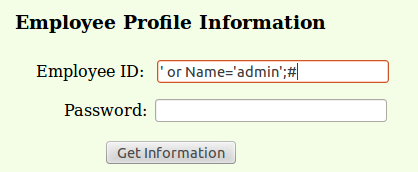 Employee Profile Information
Employee ID: ' or Name='admin';#
Password:
Get Information